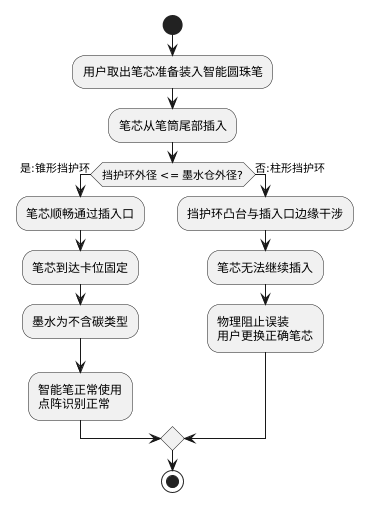 用户取出笔芯准备装入智能圆珠笔
笔芯从笔筒尾部插入
挡护环外径 <= 墨水仓外径?
是:锥形挡护环
否:柱形挡护环
笔芯顺畅通过插入口
笔芯到达卡位固定
墨水为不含碳类型
智能笔正常使用
点阵识别正常
挡护环凸台与插入口边缘干涉
笔芯无法继续插入
物理阻止误装
用户更换正确笔芯